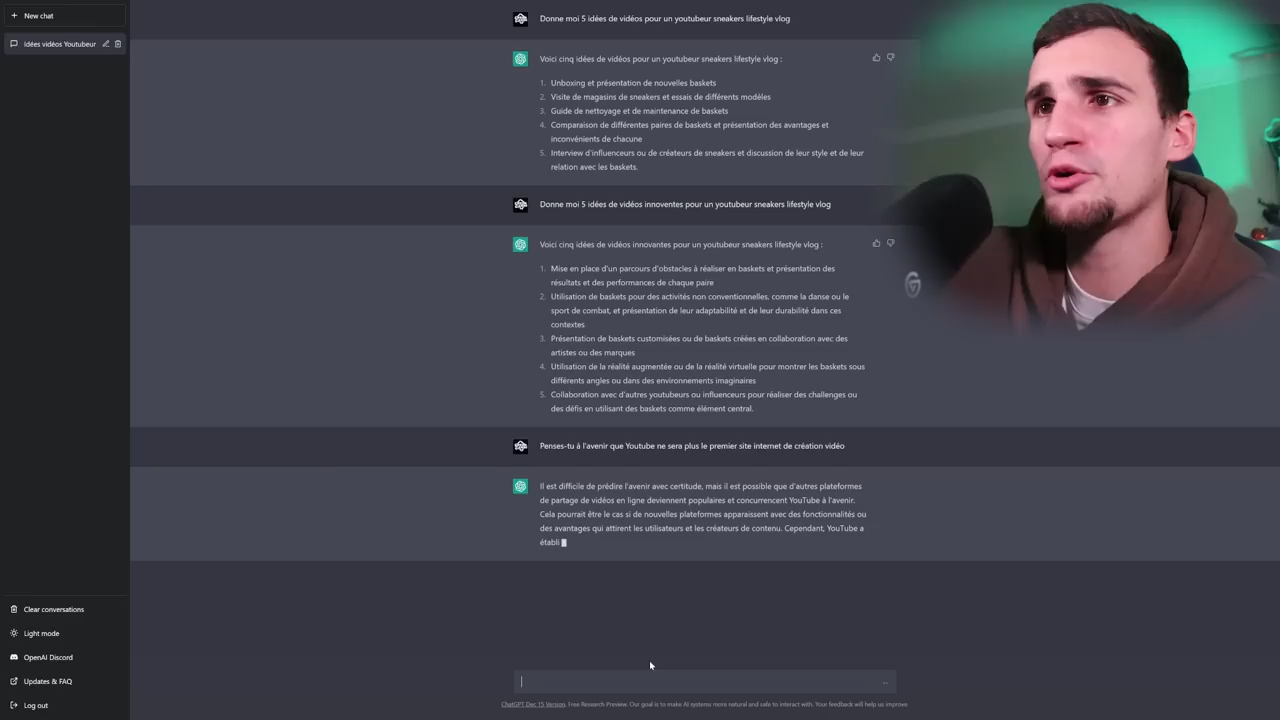 New chat
Idées vidéos Youtubeur
Donne moi 5 idées de vidéos pour un youtubeur sneakers lifestyle vlog
Voici cinq idées de vidéos pour un youtubeur sneakers lifestyle vlog :
1. Unboxing et présentation de nouvelles baskets
2. Visite de magasins de sneakers et essais de différents modèles
3. Guide de nettoyage et de maintenance de baskets
4. Comparaison de différentes paires de baskets et présentation des avantages et
inconvénients de chacune
5. Interview d'influenceurs ou de créateurs de sneakers et discussion de leur style et de leur
relation avec les baskets.
Donne moi 5 idées de vidéos innoventes pour un youtubeur sneakers lifestyle vlog
Voici cinq idées de vidéos innovantes pour un youtubeur sneakers lifestyle vlog :
1. Mise en place d'un parcours d'obstacles à réaliser en baskets et présentation des
résultats et des performances de chaque paire
2. Utilisation de baskets pour des activités non conventionnelles, comme la danse ou le
sport de combat, et présentation de leur adaptabilité et de leur durabilité dans ces
contextes
3. Présentation de baskets customisées ou de baskets créées en collaboration avec des
artistes ou des marques
4. Utilisation de la réalité augmentée ou de la réalité virtuelle pour montrer les baskets sous
différents angles ou dans des environnements imaginaires
5. Collaboration avec d'autres youtubeurs ou influenceurs pour réaliser des challenges ou
des défis en utilisant des baskets comme élément central.
Penses-tu à l'avenir que Youtube ne sera plus le premier site internet de création vidéo
Il est difficile de prédire l'avenir avec certitude, mais il est possible que d'autres plateformes
de partage de vidéos en ligne deviennent populaires et concurrencent YouTube à l'avenir.
Cela pourrait être le cas si de nouvelles plateformes apparaissent avec des fonctionnalités ou
des avantages qui attirent les utilisateurs et les créateurs de contenu. Cependant, YouTube a
établi
Clear conversations
Light mode
OpenAI Discord
Updates & FAQ
Log out
ChatGPT Dec 15 Version. Free Research Preview. Our goal is to make AI systems more natural and safe to interact with. Your feedback will help us improve.